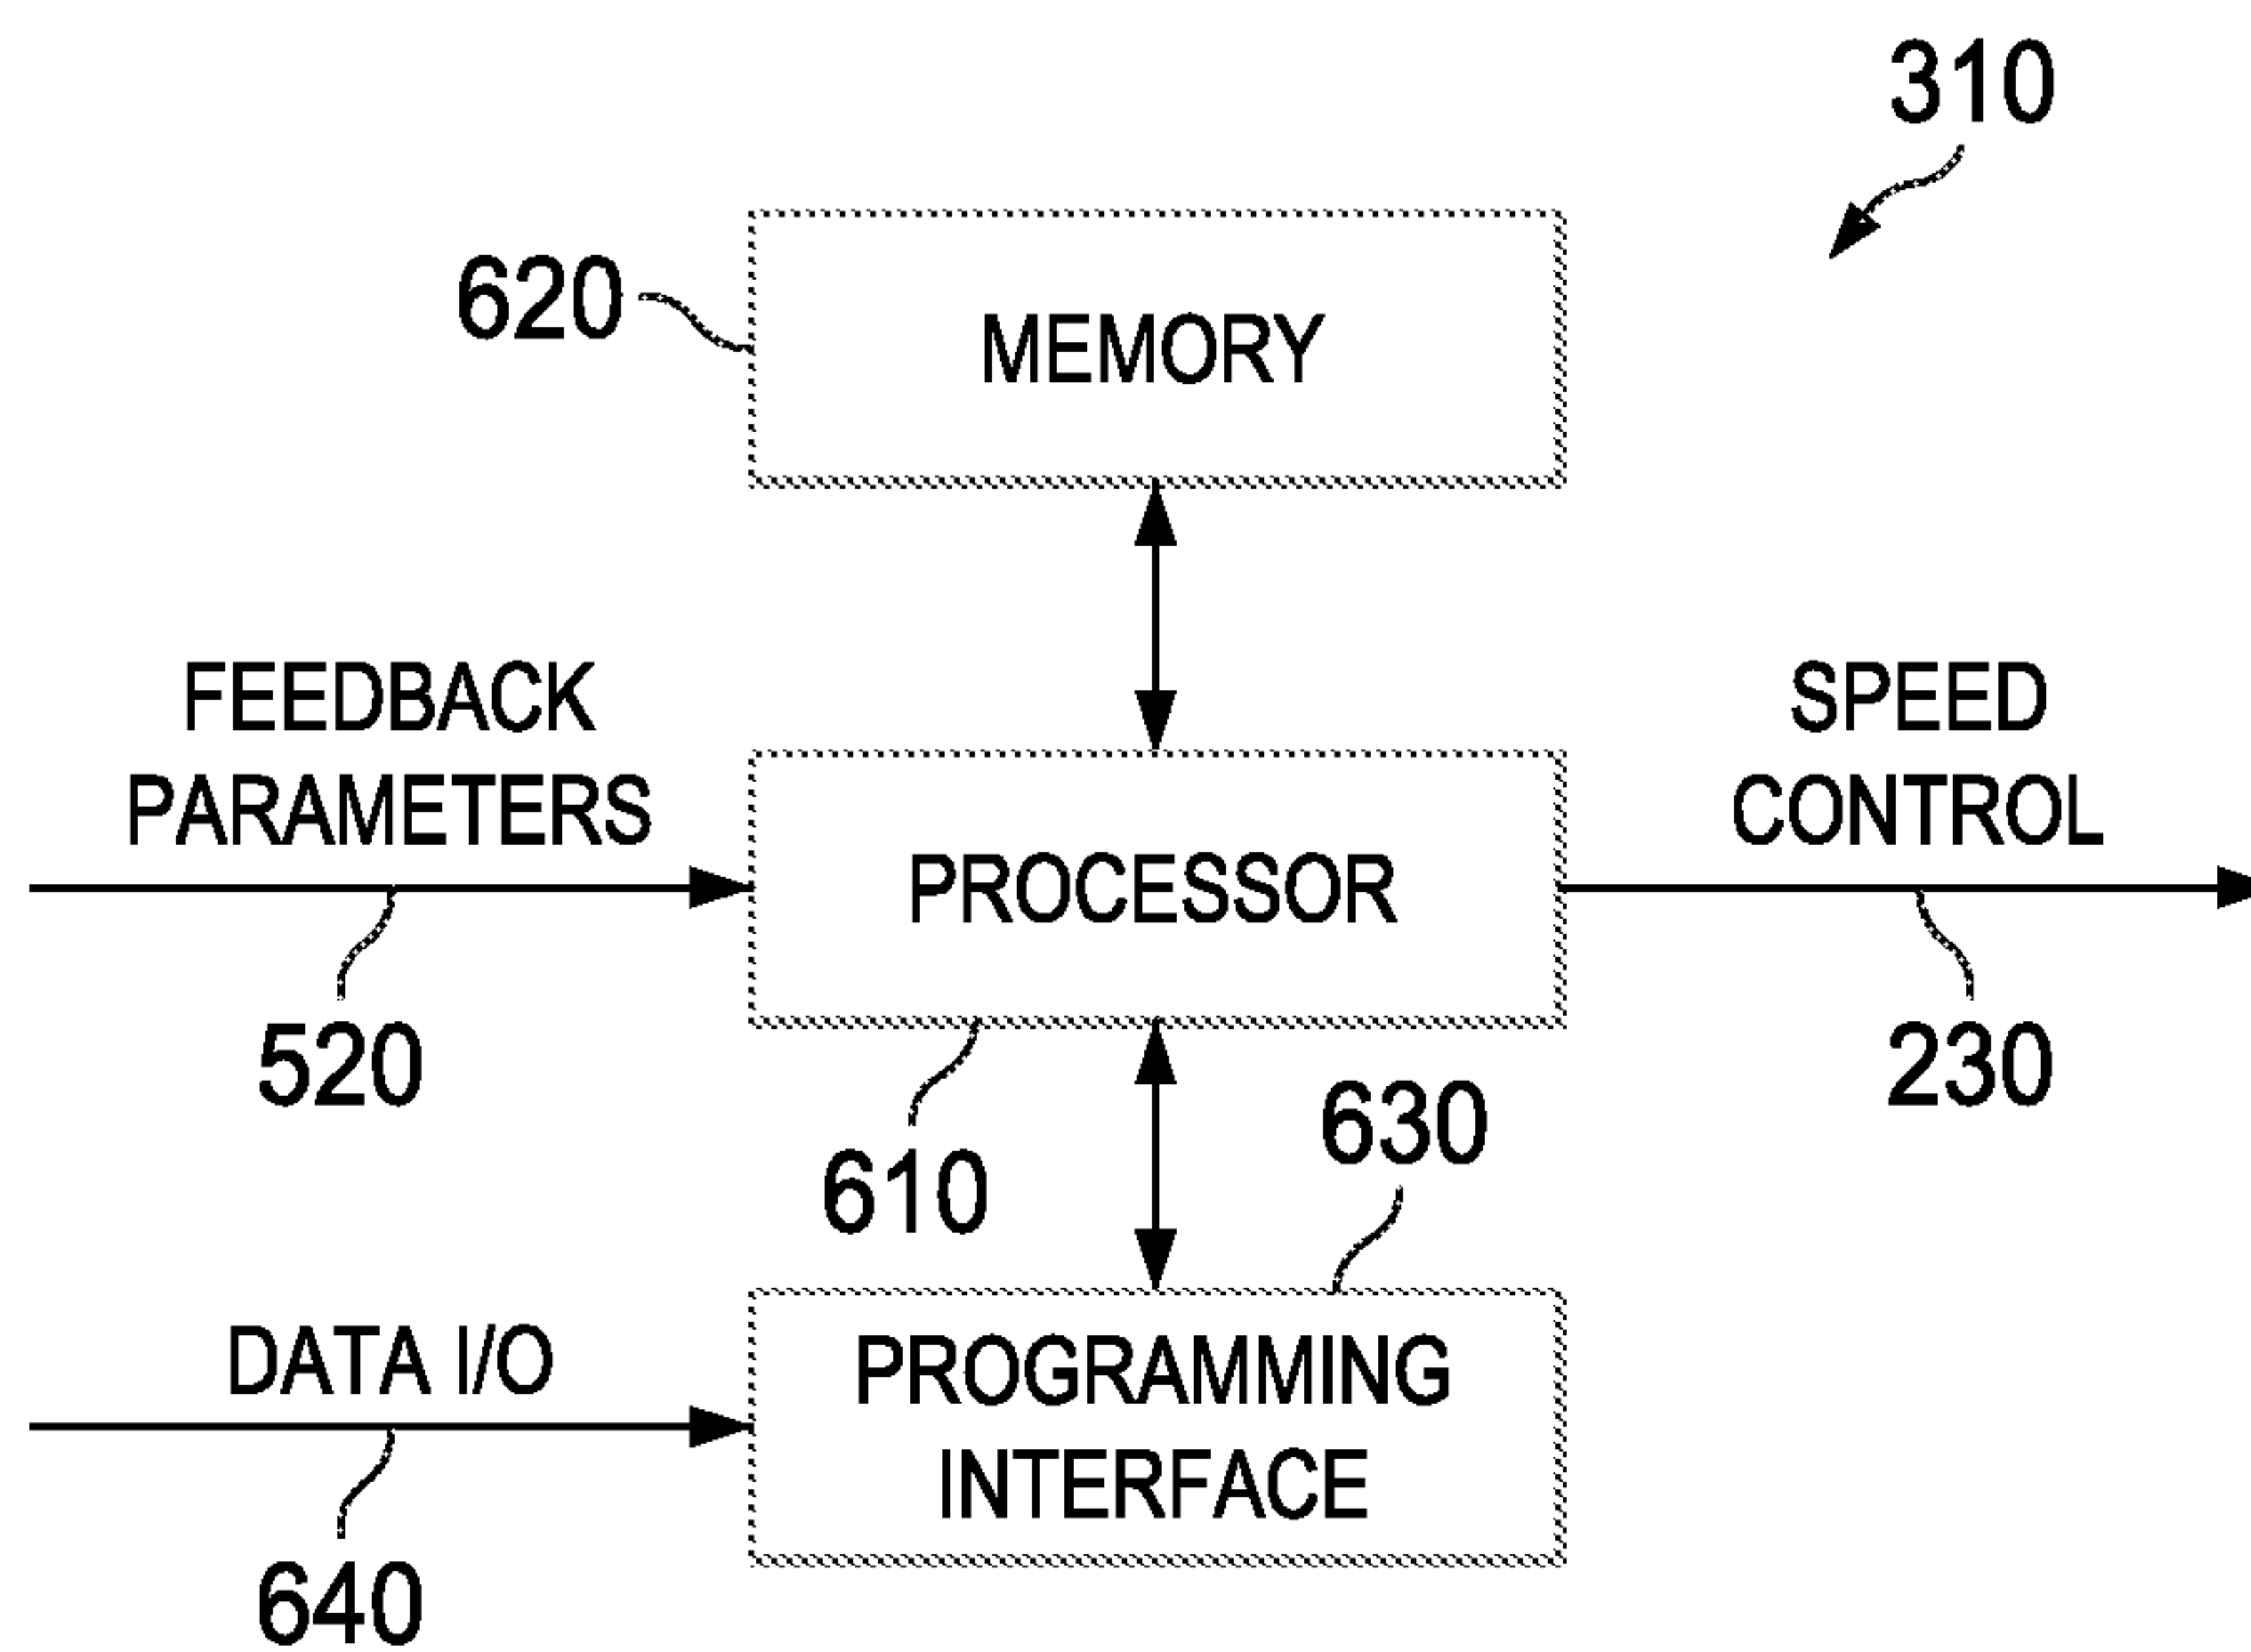 310
620
MEMORY
FEEDBACK
PARAMETERS
SPEED
CONTROL
PROCESSOR
520
230
610
630
DATA I/O
PROGRAMMING
INTERFACE
640